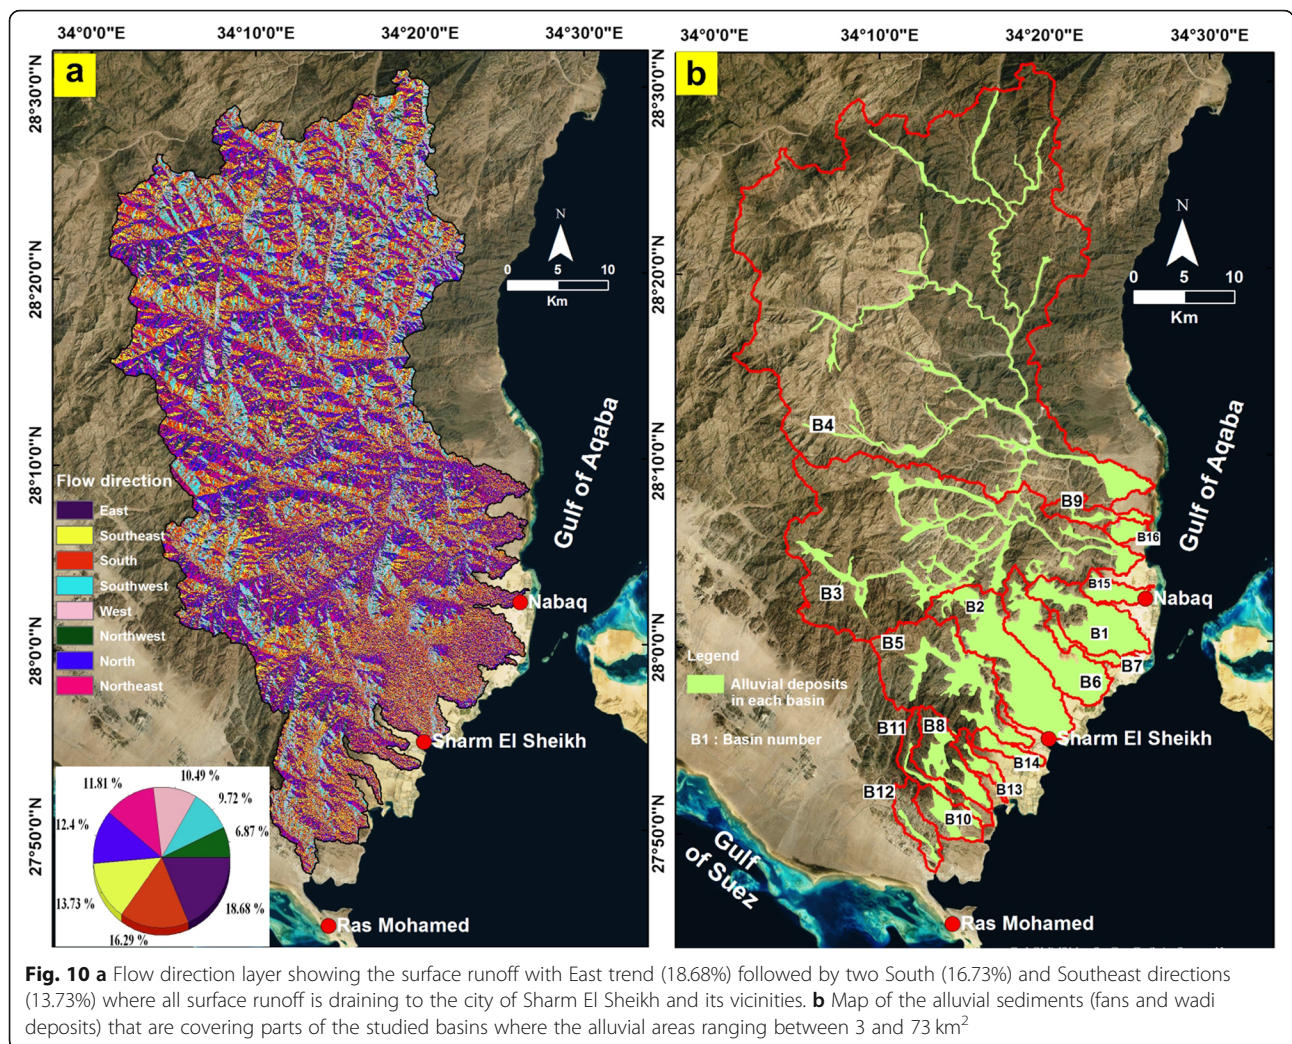 34°0'0"E 34°10'0"E 34°20'0"E 34°30'0"E
34°0'0"E 34°10'0"E 34°20'0"E 34°30'0"E
a
28°30'0"N
28°20'0"N
28°10'0"N
28°0'0"N
27°50'0"N
N
0 5 10
Km
Gulf of Aqaba
Flow direction
East
Southeast
South
Southwest
West
Northwest
North
Northeast
Nabaq
Sharm El Sheikh
Ras Mohamed
11.81 %
10.49 %
9.72 %
6.87 %
12.4 %
13.73 %
16.29 %
18.68 %
b
28°30'0"N
28°20'0"N
28°10'0"N
28°0'0"N
27°50'0"N
N
0 5 10
Km
Gulf of Aqaba
B4
B9
B16
B15
B3
B2
Nabaq
B1
B5
B7
B6
Legend
Alluvial deposits
in each basin
B1 : Basin number
B11
B8
Sharm El Sheikh
B14
B12
B13
B10
Gulf
of Suez
Ras Mohamed
Fig. 10 a Flow direction layer showing the surface runoff with East trend (18.68%) followed by two South (16.73%) and Southeast directions
(13.73%) where all surface runoff is draining to the city of Sharm El Sheikh and its vicinities. b Map of the alluvial sediments (fans and wadi
deposits) that are covering parts of the studied basins where the alluvial areas ranging between 3 and 73 km²